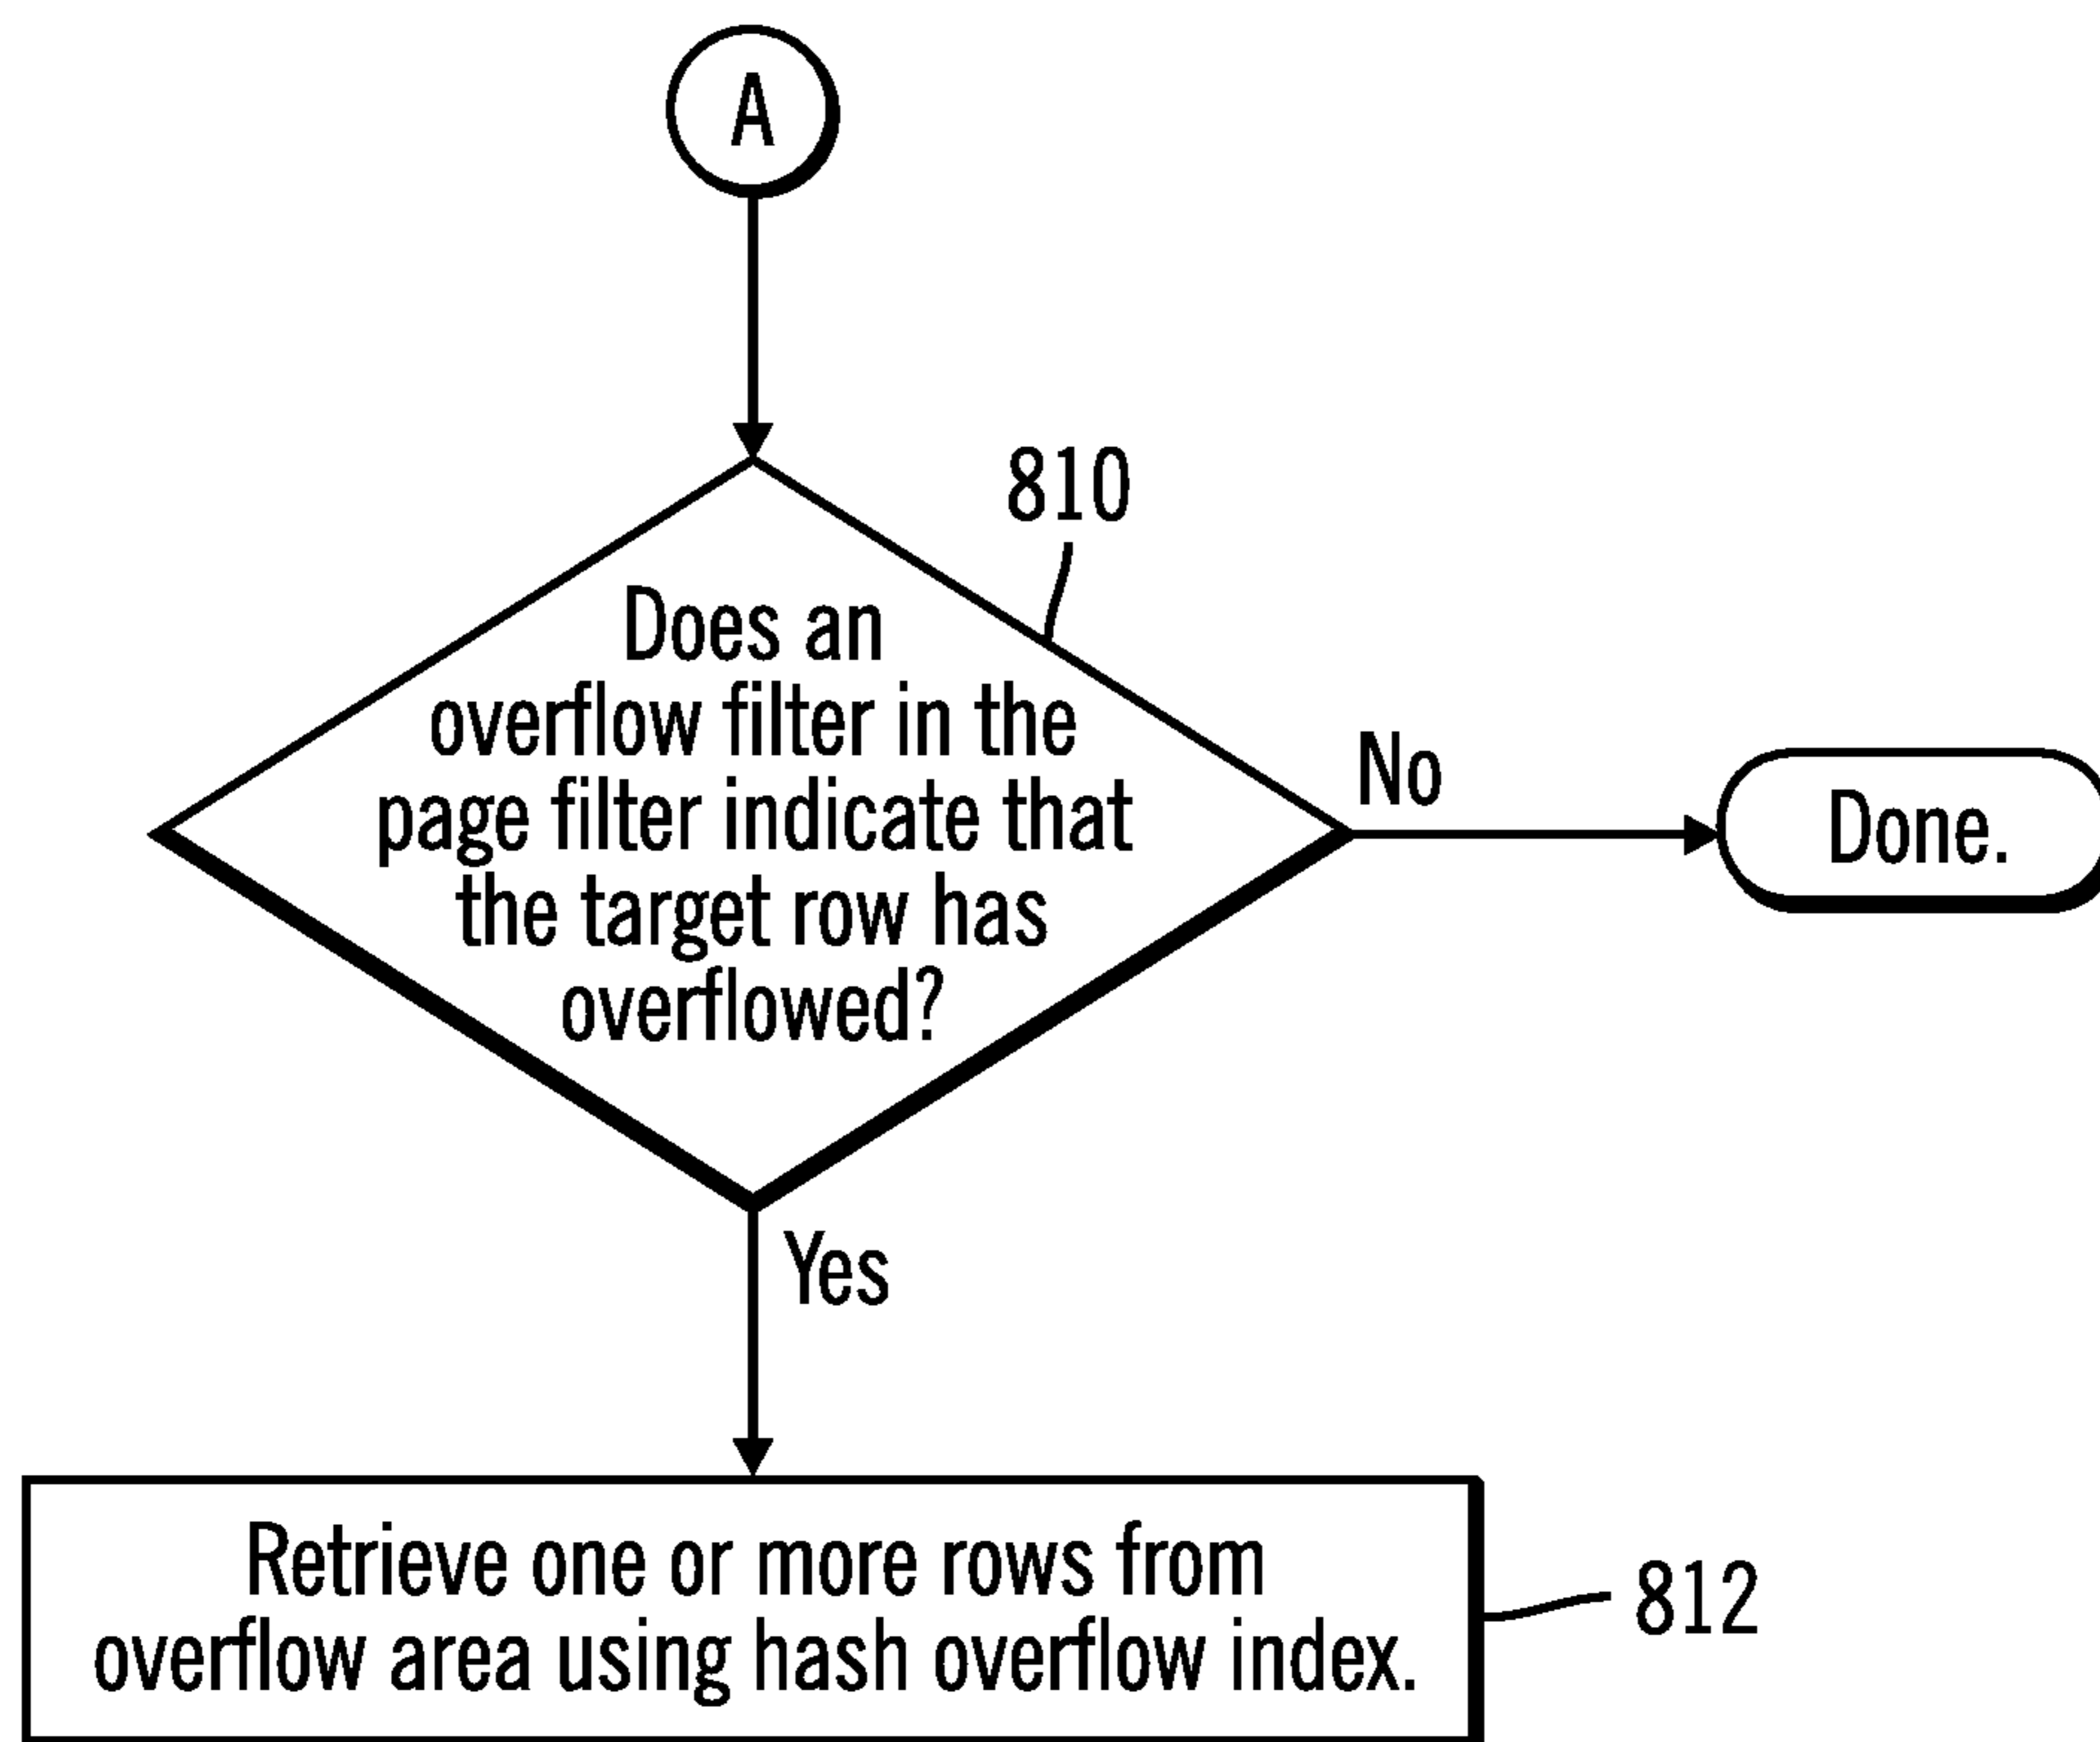 A
810
Does an
overflow filter in the
page filter indicate that
the target row has
overflowed?
No
Done.
Yes
Retrieve one or more rows from
overflow area using hash overflow index.
812